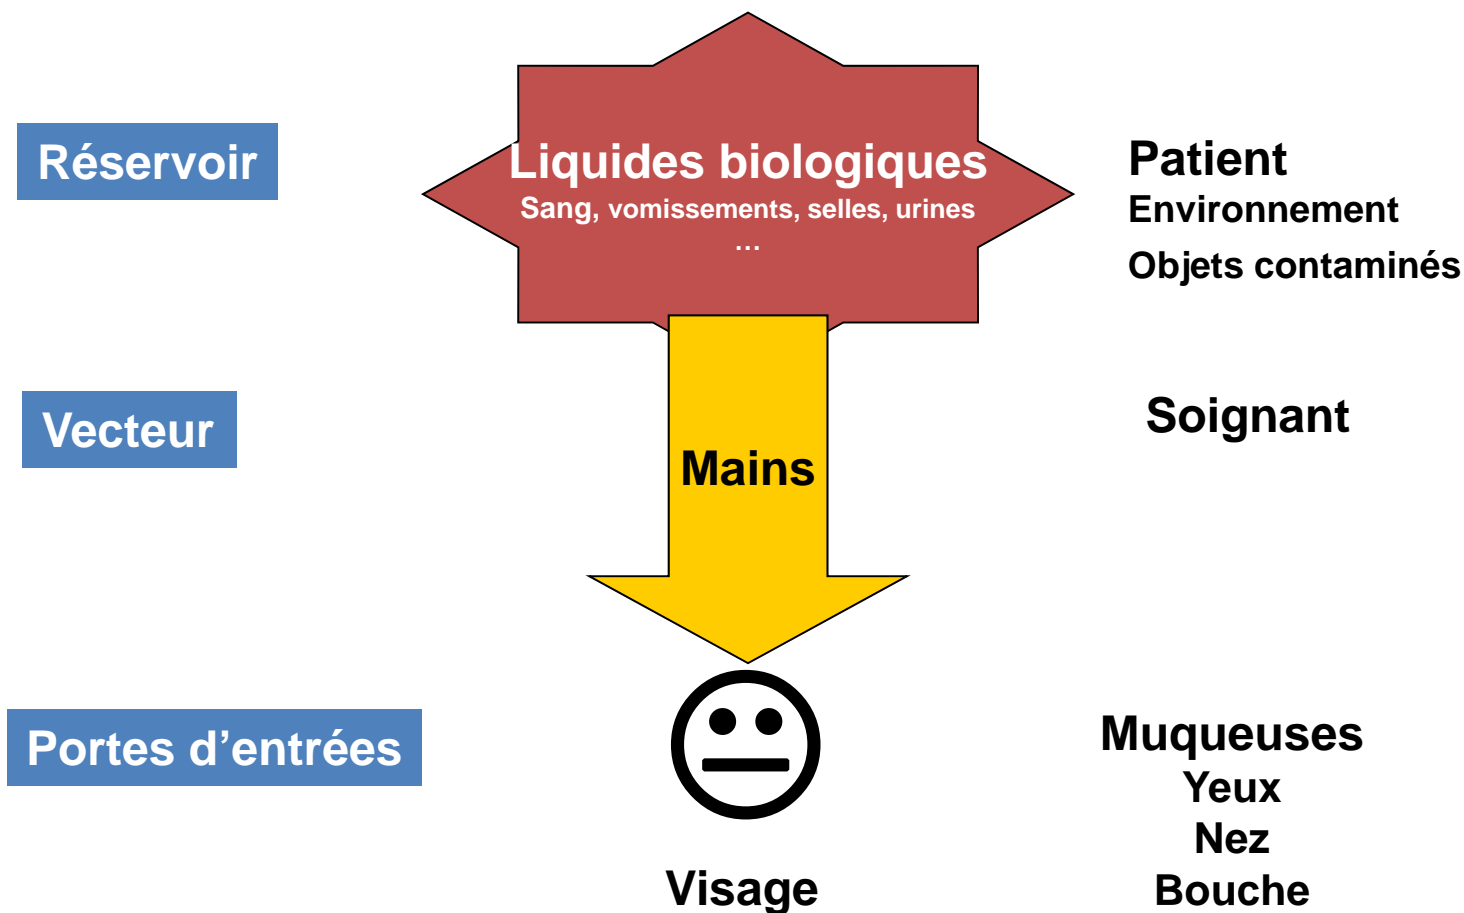 Réservoir
Liquides biologiques
Sang, vomissements, selles, urines
…
Patient
Environnement
Objets contaminés
Vecteur
Mains
Soignant
Portes d’entrées
Visage
Muqueuses
Yeux
Nez
Bouche